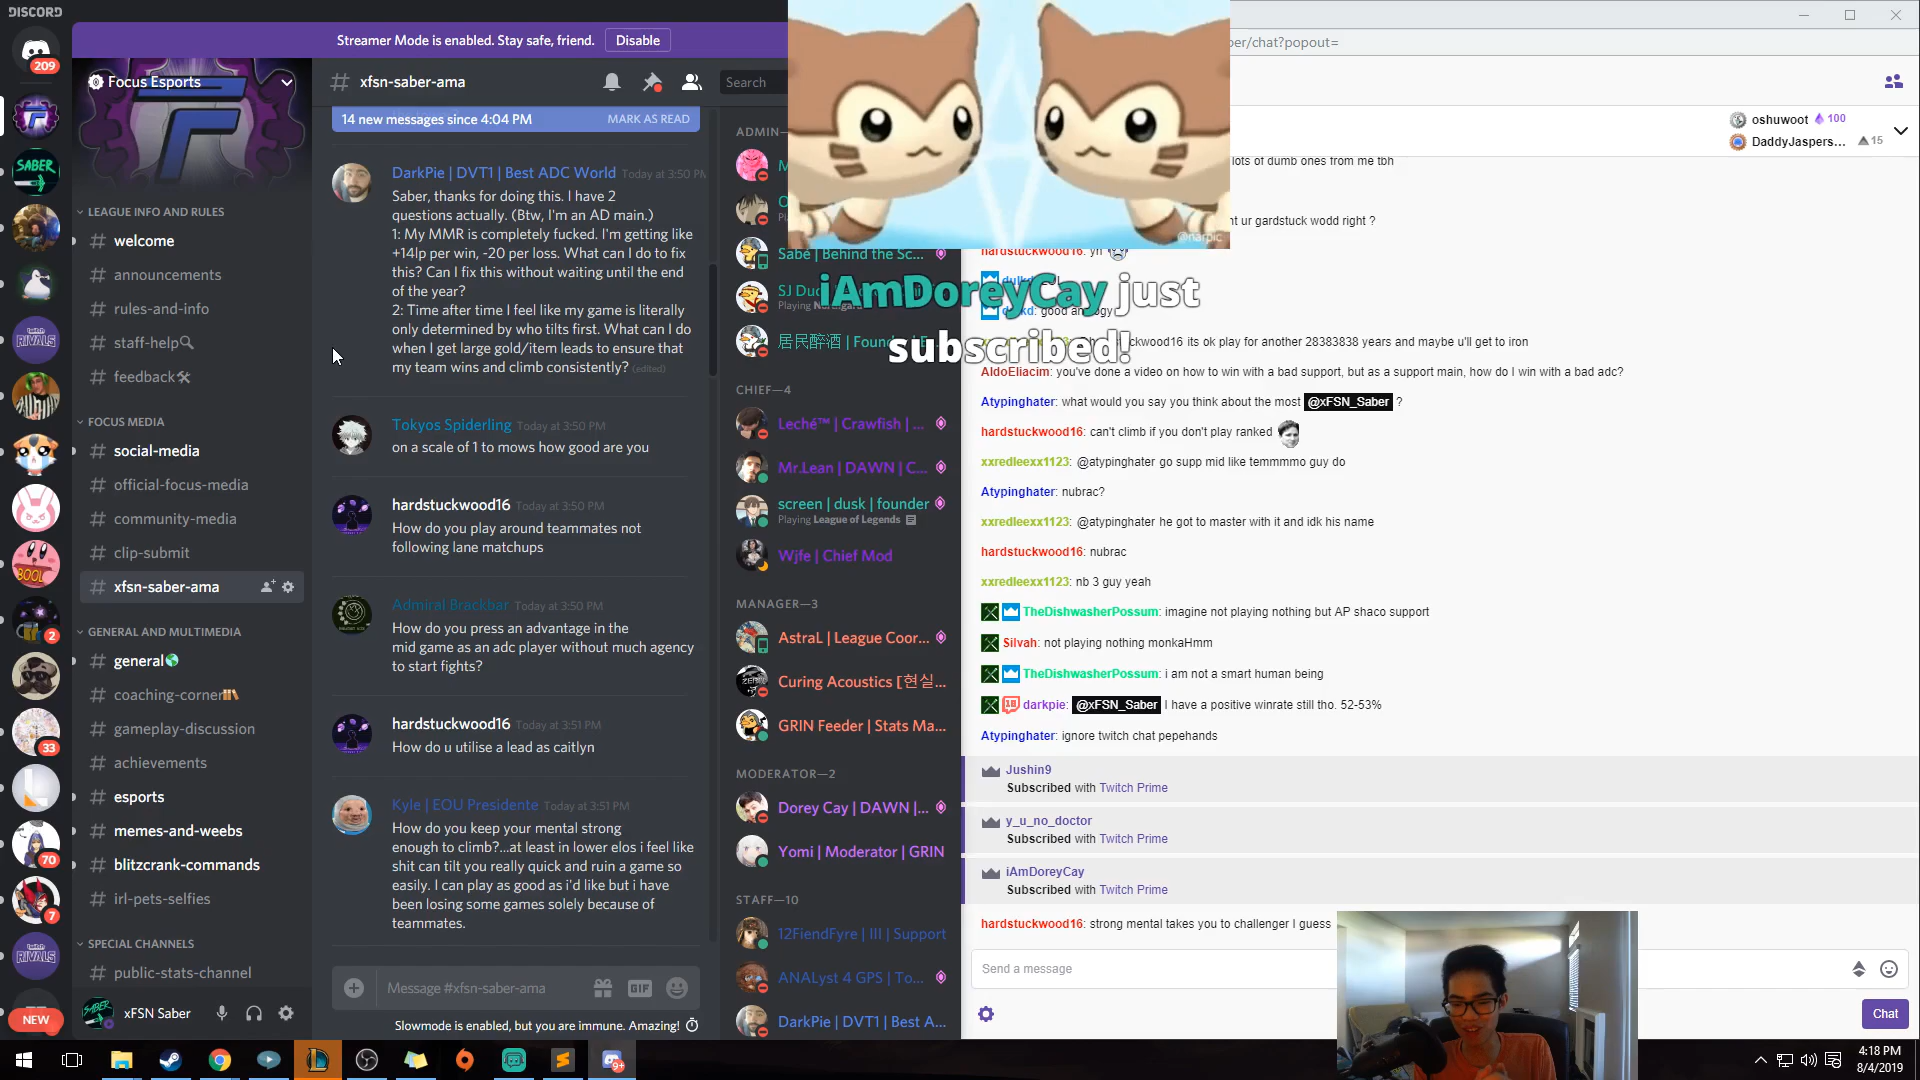 DISCORD
209
SABER
RIVALS
BOOL
2
33
70
7
RIVALS
NEW
Streamer Mode is enabled. Stay safe, friend.
Disable
Focus Esports
LEAGUE INFO AND RULES
# welcome
# announcements
# rules-and-info
# staff-help🔍
# feedback🛠
FOCUS MEDIA
# social-media
# official-focus-media
# community-media
# clip-submit
# xfsn-saber-ama
GENERAL AND MULTIMEDIA
# general🌎
# coaching-corner
# gameplay-discussion
# achievements
# esports
# memes-and-weebs
# blitzcrank-commands
# irl-pets-selfies
SPECIAL CHANNELS
# public-stats-channel
xFSN Saber
# xfsn-saber-ama
Search
14 new messages since 4:04 PM MARK AS READ
DarkPie | DVT1 | Best ADC World Today at 3:50 PM
Saber, thanks for doing this. I have 2
questions actually. (Btw, I'm an AD main.)
1: My MMR is completely fucked. I'm getting like
+14lp per win, -20 per loss. What can I do to fix
this? Can I fix this without waiting until the end
of the year?
2: Time after time I feel like my game is literally
only determined by who tilts first. What can I do
when I get large gold/item leads to ensure that
my team wins and climb consistently? (edited)
Tokyos Spiderling Today at 3:50 PM
on a scale of 1 to mows how good are you
hardstuckwood16 Today at 3:50 PM
How do you play around teammates not
following lane matchups
Admiral Brackbar Today at 3:50 PM
How do you press an advantage in the
mid game as an adc player without much agency
to start fights?
hardstuckwood16 Today at 3:51 PM
How do u utilise a lead as caitlyn
Kyle | EOU Presidente Today at 3:51 PM
How do you keep your mental strong
enough to climb?...at least in lower elos i feel like
shit can tilt you really quick and ruin a game so
easily. I can play as good as i'd like but i have
been losing some games solely because of
teammates.
Message #xfsn-saber-ama
GIF
Slowmode is enabled, but you are immune. Amazing!
ADMIN
Sabé | Behind the Sc...
SJ Duc
Playing
居民醉酒 | Found
CHIEF—4
Leché™ | Crawfish | ...
Mr.Lean | DAWN | C...
screen | dusk | founder
Playing League of Legends
Wjfe | Chief Mod
MANAGER—3
AstraL | League Coor...
Curing Acoustics [현실...
GRIN Feeder | Stats Ma...
MODERATOR—2
Dorey Cay | DAWN |...
Yomi | Moderator | GRIN
STAFF—10
12FiendFyre | III | Support
ANALyst 4 GPS | To...
DarkPie | DVT1 | Best A...
@narpic
iAmDoreyCay just
subscribed!
er/chat?popout=
oshuwoot 100
DaddyJaspers... 15
lots of dumb ones from me tbh
nt ur gardstuck wodd right ?
hardstuckwood16: yh
good analogy
ckwood16 its ok play for another 28383838 years and maybe u'll get to iron
AldoEliacim: you've done a video on how to win with a bad support, but as a support main, how do I win with a bad adc?
Atypinghater: what would you say you think about the most @xFSN_Saber ?
hardstuckwood16: can't climb if you don't play ranked
xxredleexx1123: @atypinghater go supp mid like temmmmo guy do
Atypinghater: nubrac?
xxredleexx1123: @atypinghater he got to master with it and idk his name
hardstuckwood16: nubrac
xxredleexx1123: nb 3 guy yeah
TheDishwasherPossum: imagine not playing nothing but AP shaco support
Silvah: not playing nothing monkaHmm
TheDishwasherPossum: i am not a smart human being
darkpie: @xFSN_Saber I have a positive winrate still tho. 52-53%
Atypinghater: ignore twitch chat pepehands
Jushin9
Subscribed with Twitch Prime
y_u_no_doctor
Subscribed with Twitch Prime
iAmDoreyCay
Subscribed with Twitch Prime
hardstuckwood16: strong mental takes you to challenger I guess
Send a message
Chat
9+
4:18 PM
8/4/2019